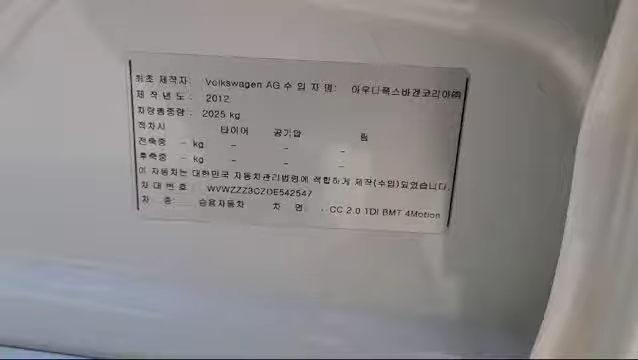 최초 제작자: Volkswagen AG 수 입 자 명: 아우디폭스바겐코리아㈜
제 작 년 도 : 2012
차량총중량 : 2025 kg
적차시 타이어 공기압 림
전축중 - kg - - -
후축중 - kg - - -
이 자동차는 대한민국 자동차관리법령에 적합하게 제작(수입)되었습니다.
차 대 번 호 : WVWZZZ3CZDE542547
차 종: 승용자동차 차 명: CC 2.0 TDI BMT 4Motion